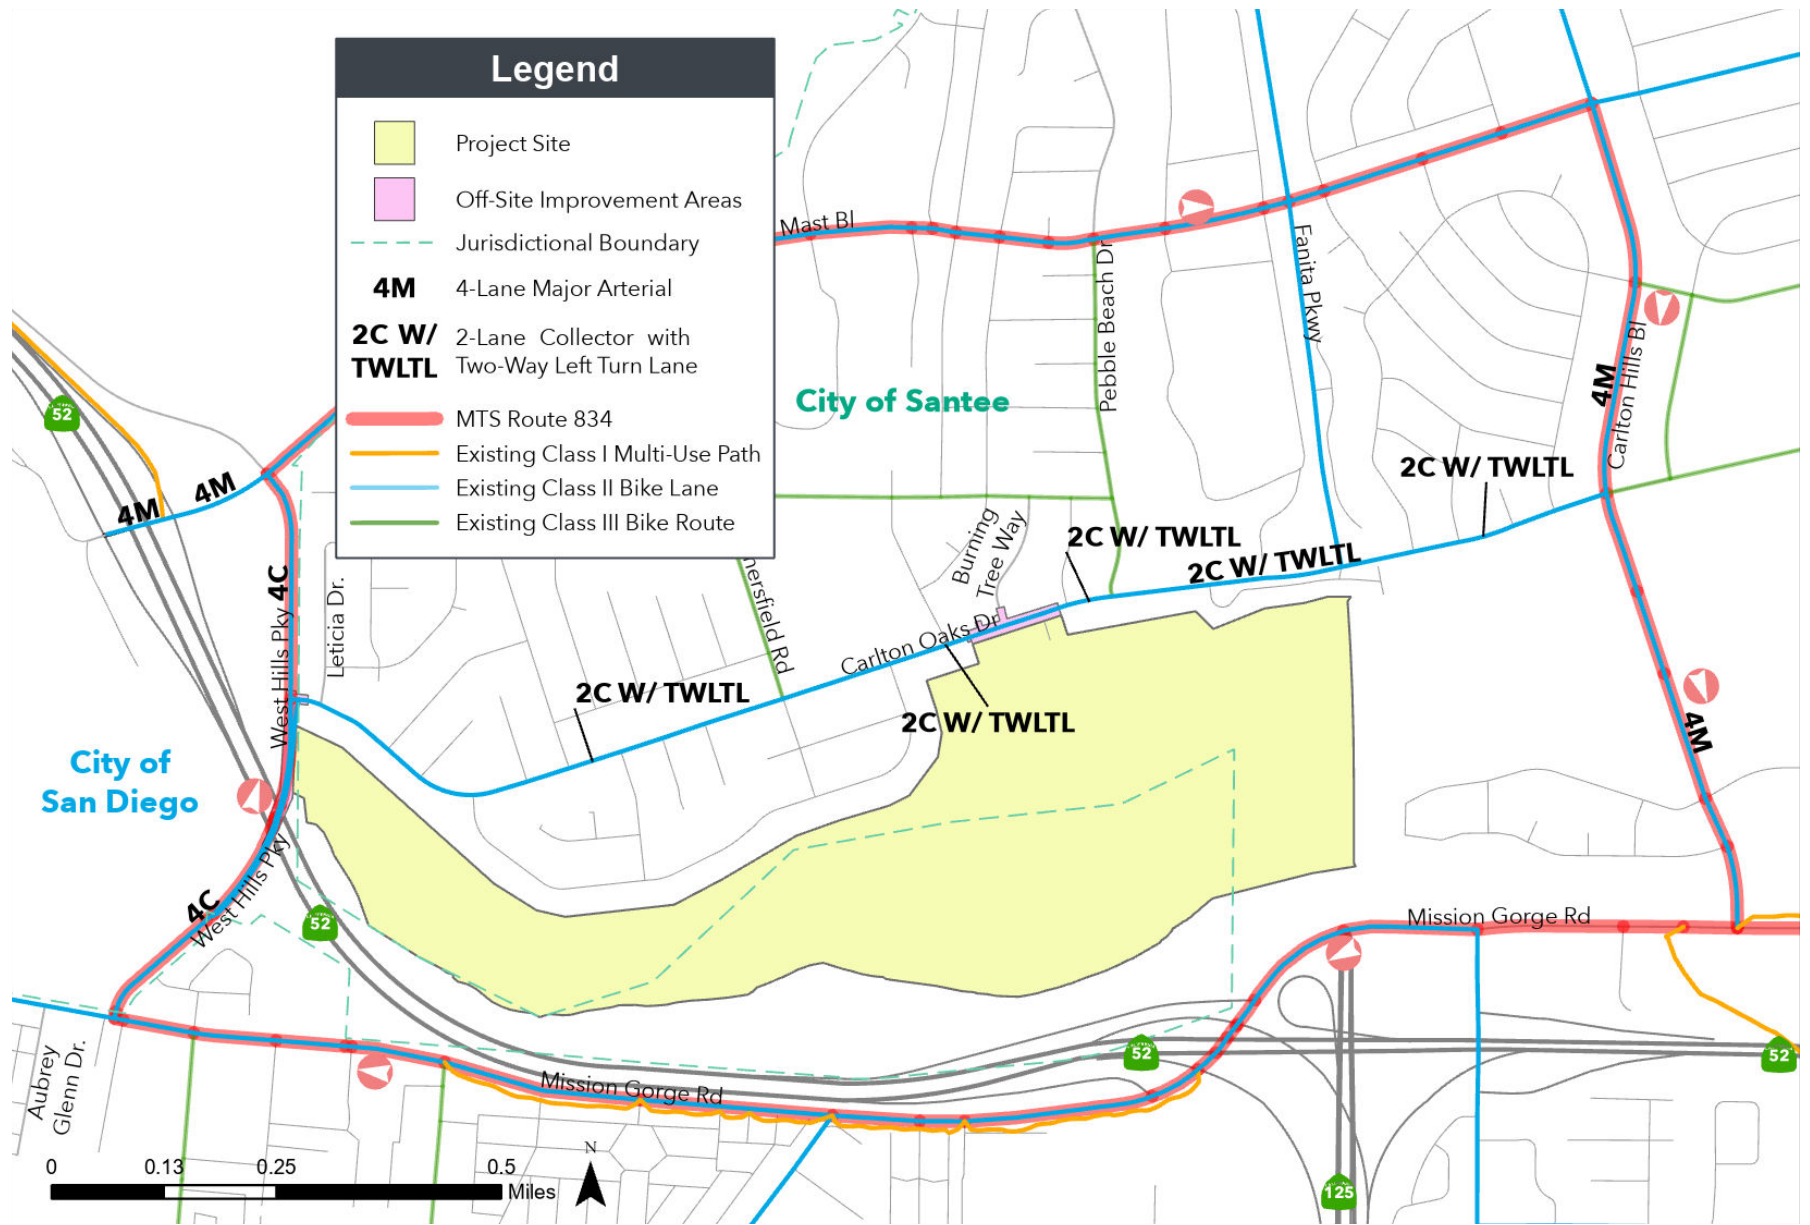 Legend
Project Site
Off-Site Improvement Areas
Jurisdictional Boundary
4M
4-Lane Major Arterial
2C W/
TWLTL
2-Lane Collector with
Two-Way Left Turn Lane
MTS Route 834
Existing Class I Multi-Use Path
Existing Class II Bike Lane
Existing Class III Bike Route
Mast Bl
Fanita Pkwy
Pebble Beach Dr
Carlton Hills Bl
4M
City of Santee
52
4M
4M
2C W/ TWLTL
Burning
Tree Way
2C W/ TWLTL
2C W/ TWLTL
4C
West Hills Pky
Leticia Dr.
nersfield Rd
Carlton Oaks Dr
2C W/ TWLTL
2C W/ TWLTL
4M
City of
San Diego
West Hills Pky
4C
52
Mission Gorge Rd
52
52
Mission Gorge Rd
Aubrey
Glenn Dr.
125
0
0.13
0.25
0.5
Miles
N